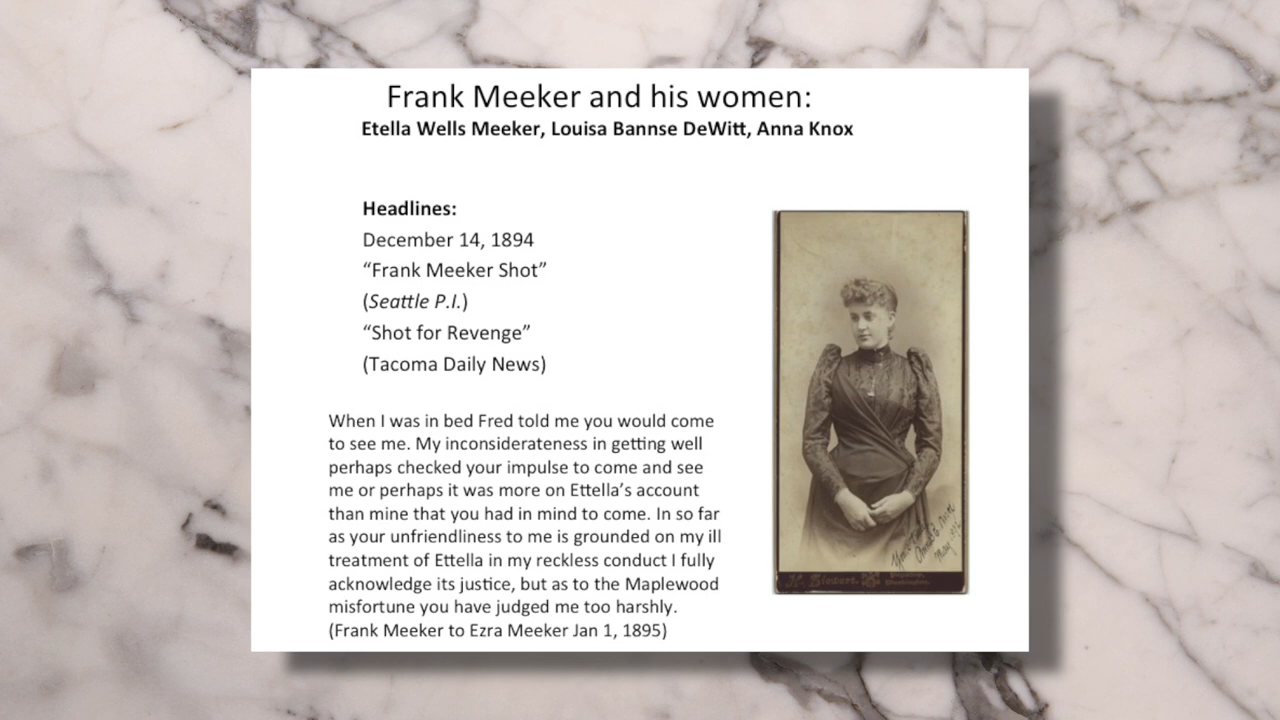 Frank Meeker and his women:
Etella Wells Meeker, Louisa Bannse DeWitt, Anna Knox
Headlines:
December 14, 1894
“Frank Meeker Shot”
(Seattle P.I.)
“Shot for Revenge”
(Tacoma Daily News)
When I was in bed Fred told me you would come
to see me. My inconsiderateness in getting well
perhaps checked your impulse to come and see
me or perhaps it was more on Ettella’s account
than mine that you had in mind to come. In so far
as your unfriendliness to me is grounded on my ill
treatment of Ettella in my reckless conduct I fully
acknowledge its justice, but as to the Maplewood
misfortune you have judged me too harshly.
(Frank Meeker to Ezra Meeker Jan 1, 1895)
Washington.